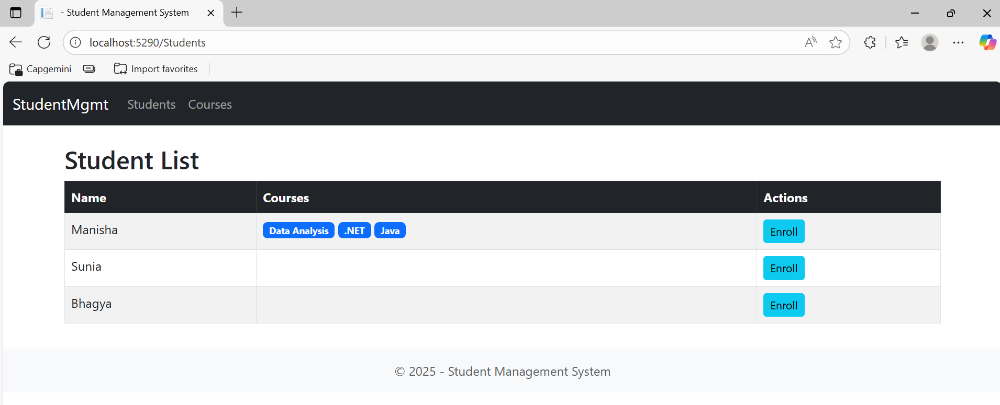 - Student Management System
localhost:5290/Students
Capgemini Import favorites
StudentMgmt Students Courses
Student List
Name Courses Actions
Manisha Data Analysis .NET Java Enroll
Sunia Enroll
Bhagya Enroll
© 2025 - Student Management System